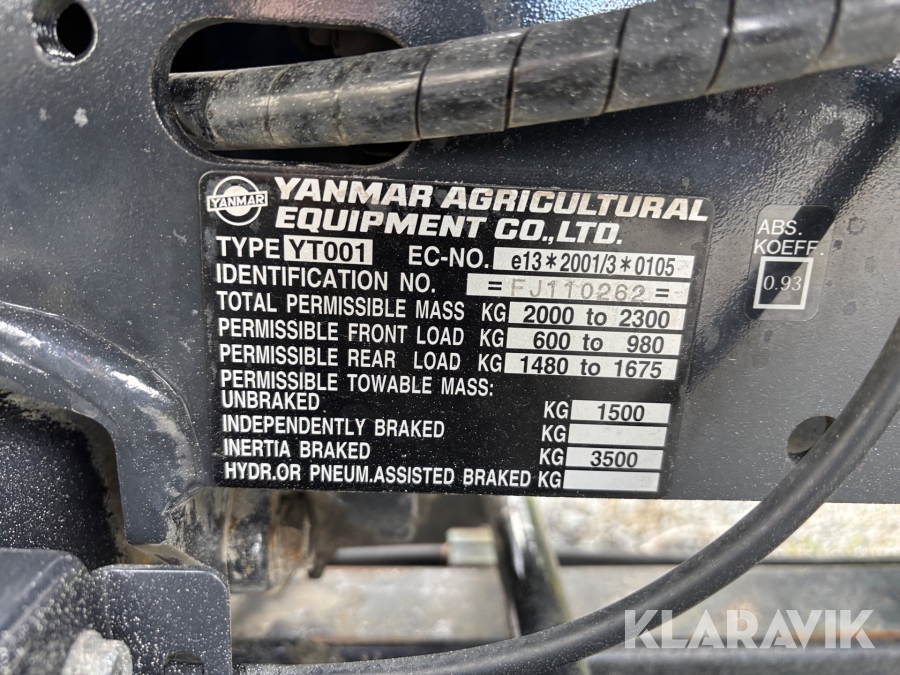 YANMAR
YANMAR AGRICULTURAL
EQUIPMENT CO.,LTD.
TYPE YT001 EC-NO. e13*2001/3*0105
IDENTIFICATION NO. = FJ110262 =
TOTAL PERMISSIBLE MASS KG 2000 to 2300
PERMISSIBLE FRONT LOAD KG 600 to 980
PERMISSIBLE REAR LOAD KG 1480 to 1675
PERMISSIBLE TOWABLE MASS:
UNBRAKED KG 1500
INDEPENDENTLY BRAKED KG
INERTIA BRAKED KG 3500
HYDR.OR PNEUM.ASSISTED BRAKED KG
ABS.
KOEFF.
0.93
KLARAVIK